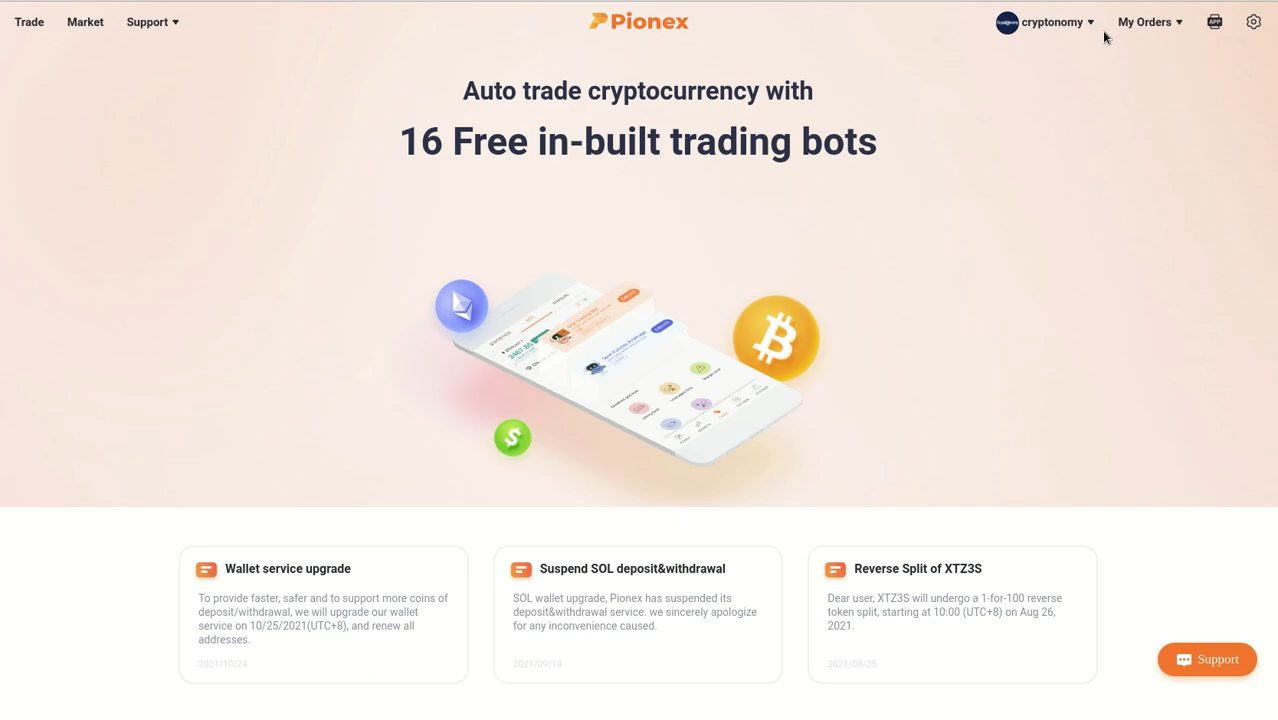 Trade Market Support Pionex cryptonomy My Orders APP
Auto trade cryptocurrency with
16 Free in-built trading bots
CREATE
2467.80
CREATE
Wallet service upgrade
To provide faster, safer and to support more coins of
deposit/withdrawal, we will upgrade our wallet
service on 10/25/2021(UTC+8), and renew all
addresses.
2021/10/24
Suspend SOL deposit&withdrawal
SOL wallet upgrade, Pionex has suspended its
deposit&withdrawal service. we sincerely apologize
for any inconvenience caused.
2021/09/14
Reverse Split of XTZ3S
Dear user, XTZ3S will undergo a 1-for-100 reverse
token split, starting at 10:00 (UTC+8) on Aug 26,
2021.
2021/08/25
Support